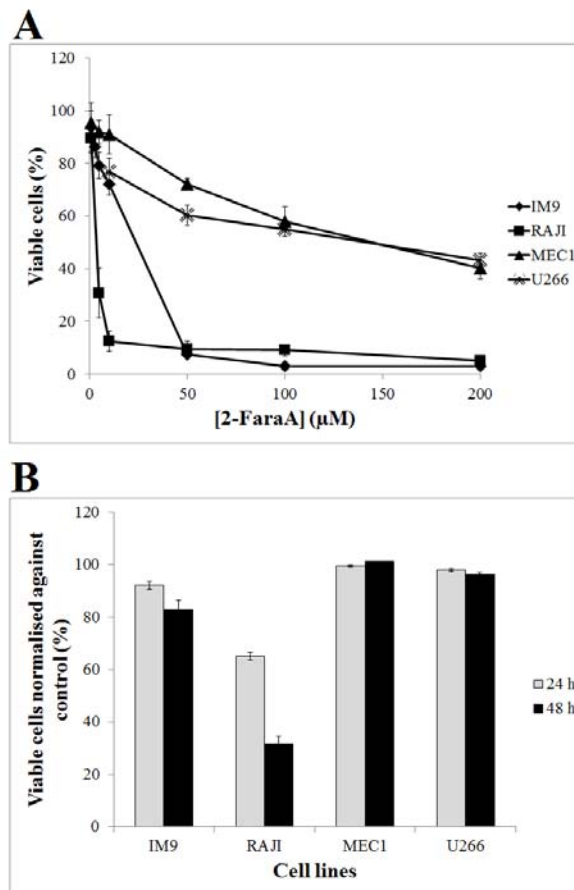 A
120
100
80
60
40
20
0
Viable cells (%)
0 50 100 150 200
[2-FaraA] (µM)
IM9
RAJI
MEC1
U266
B
120
100
80
60
40
20
0
Viable cells normalised against
control (%)
IM9 RAJI MEC1 U266
Cell lines
24 h
48 h